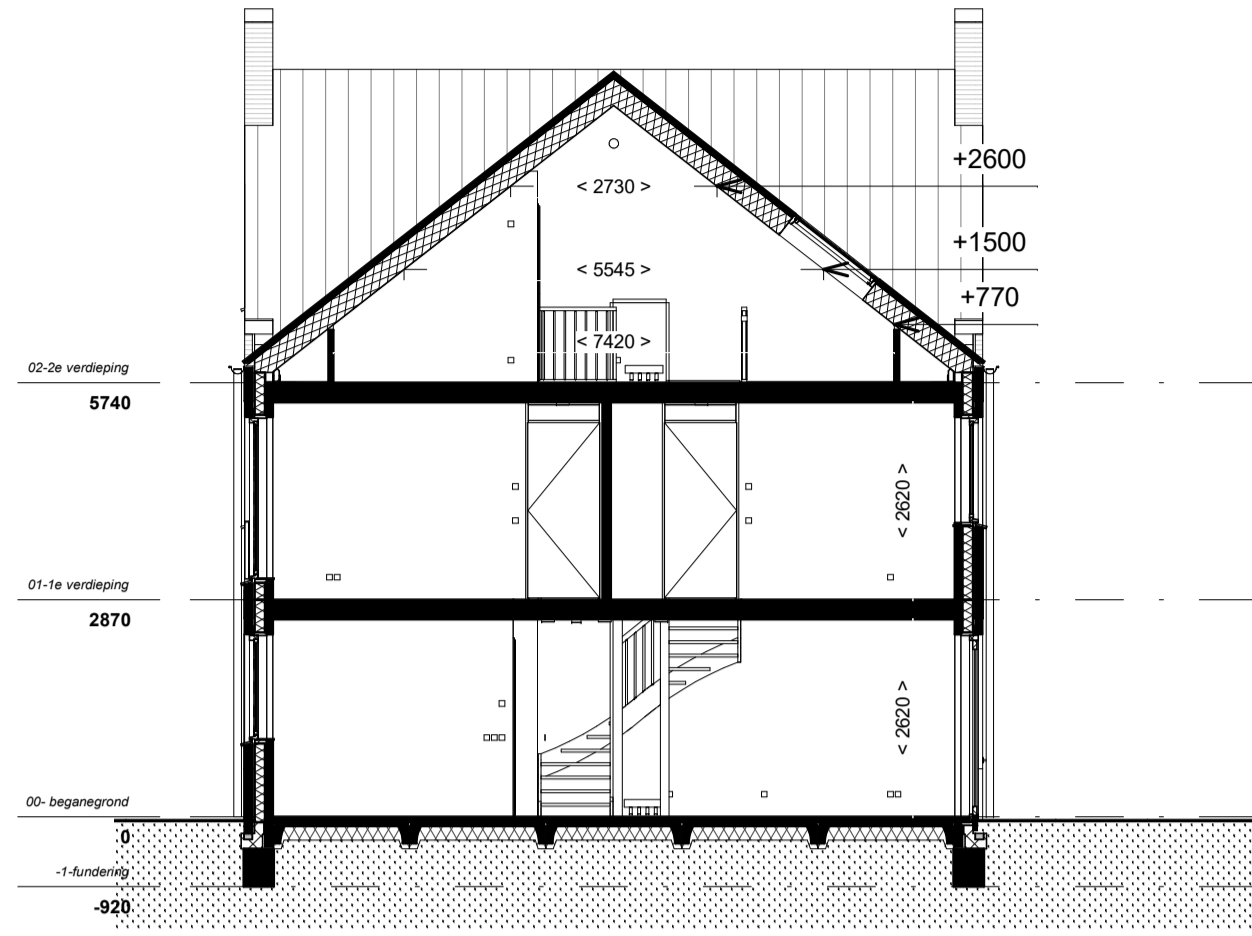 +2600
< 2730 >
+1500
< 5545 >
+770
< 7420 >
02-2e verdieping
5740
< 2620 >
01-1e verdieping
2870
< 2620 >
00- beganegrond
0
-1-fundering
-920